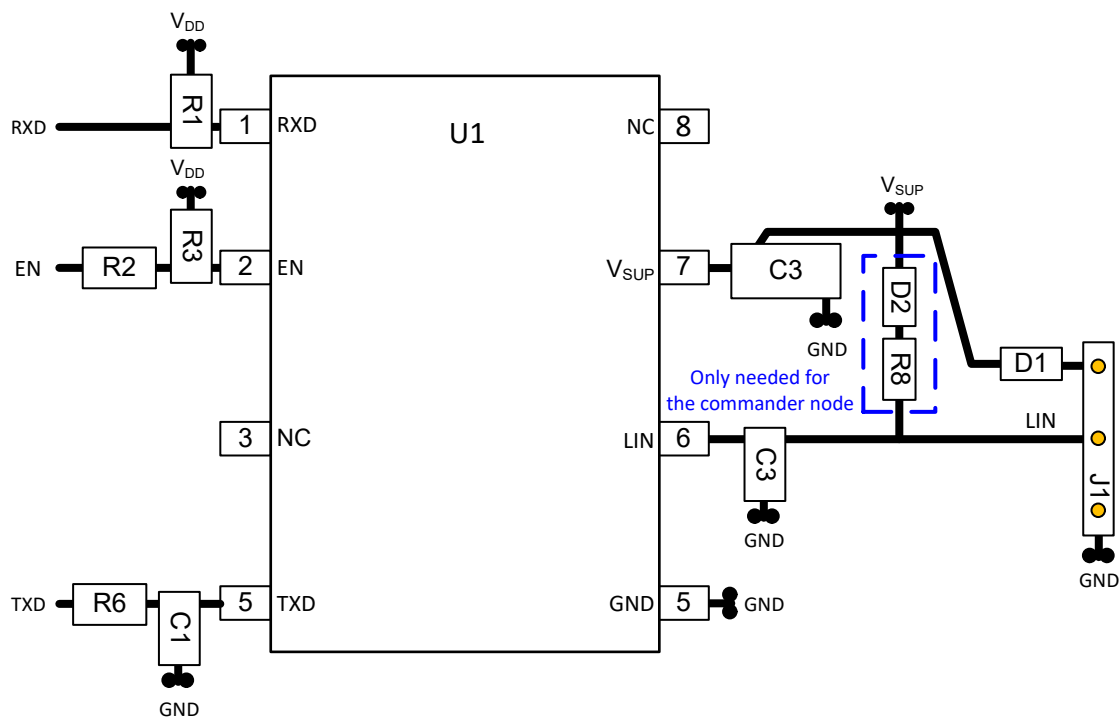 VDD
R1
RXD
1
RXD
U1
NC
8
VDD
R3
EN
R2
2
EN
VSUP
7
C3
GND
VSUP
D2
R8
D1
Only needed for
the commander node
3
NC
LIN
6
C3
GND
LIN
J1
GND
TXD
R6
C1
GND
5
TXD
GND
5
GND